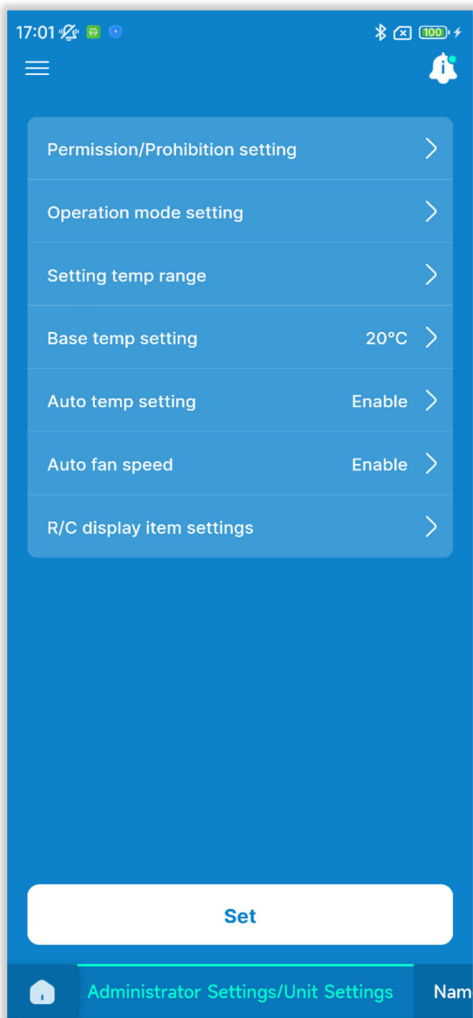 17:01
100
Permission/Prohibition setting
Operation mode setting
Setting temp range
Base temp setting 20°C
Auto temp setting Enable
Auto fan speed Enable
R/C display item settings
Set
Administrator Settings/Unit Settings Nam